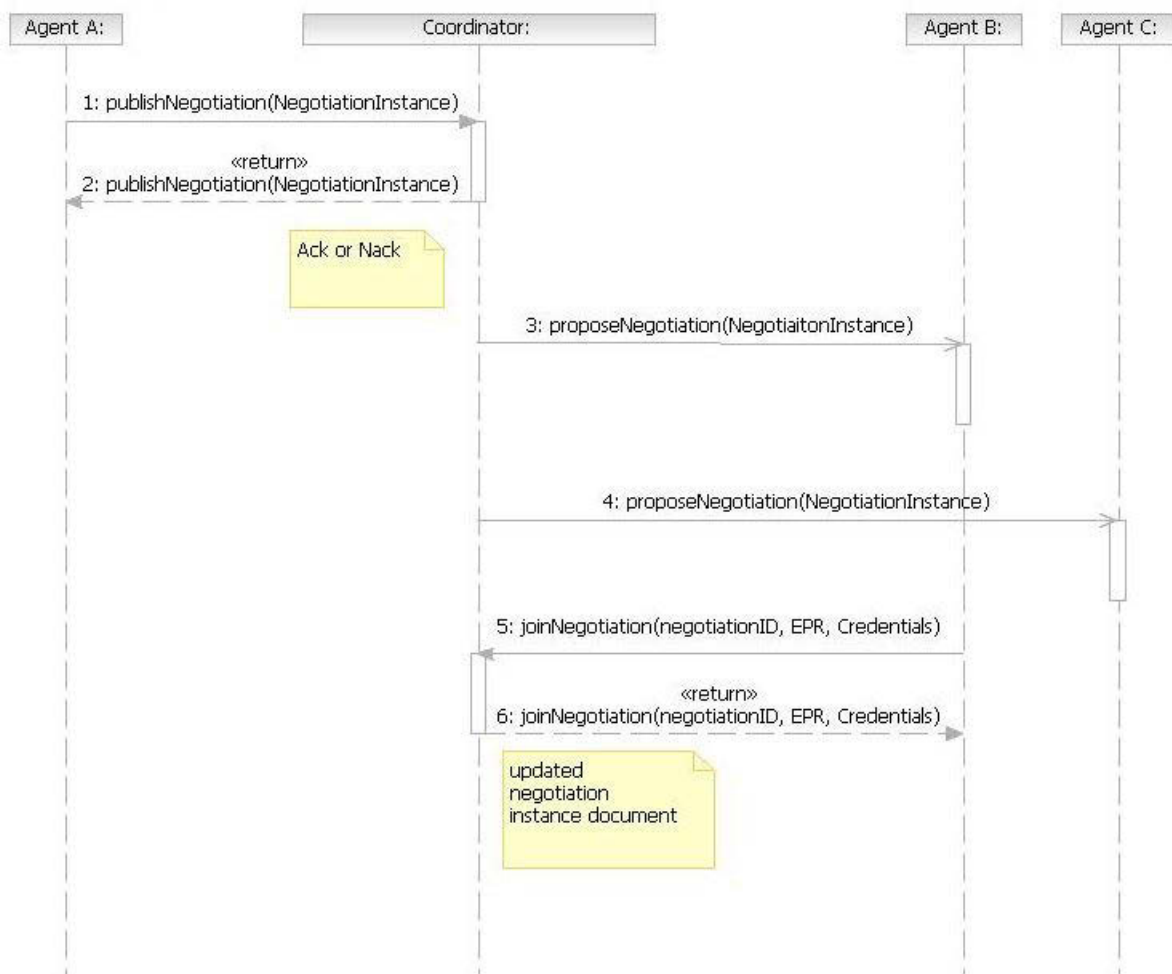 Agent A:
Coordinator:
Agent B:
Agent C:
1: publishNegotiation(NegotiationInstance)
«return»
2: publishNegotiation(NegotiationInstance)
Ack or Nack
3: proposeNegotiation(NegotiaitonInstance)
4: proposeNegotiation(NegotiationInstance)
5: joinNegotiation(negotiationID, EPR, Credentials)
«return»
6: joinNegotiation(negotiationID, EPR, Credentials)
updated
negotiation
instance document